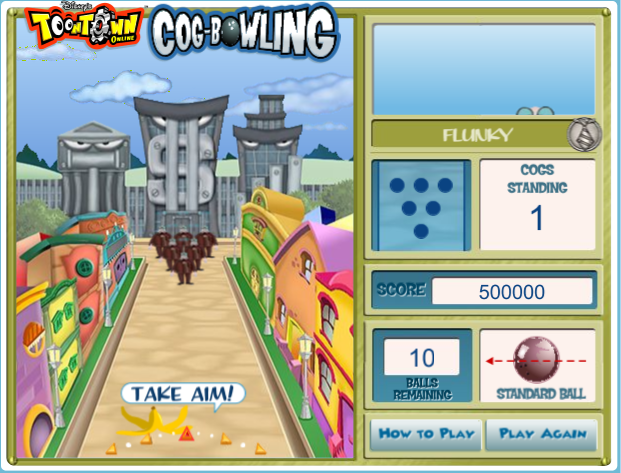 Disney's
TOONTOWN
ONLINE
COG-BOWLING
FLUNKY
COGS
STANDING
1
SCORE
500000
TAKE AIM!
10
BALLS
REMAINING
STANDARD BALL
HOW TO PLAY
PLAY AGAIN